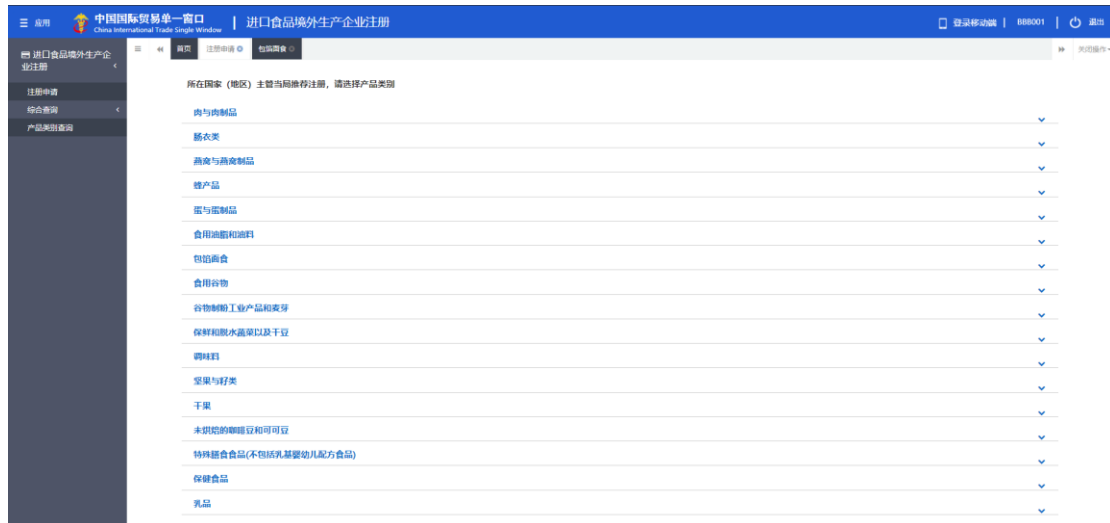 应用
中国国际贸易单一窗口
China International Trade Single Window
进口食品境外生产企业注册
登录移动端 | 888001
退出
进口食品境外生产企
业注册
注册申请
综合查询
产品类别查询
首页 注册申请 包馅面食
关闭操作
所在国家（地区）主管当局推荐注册，请选择产品类别
肉与肉制品
肠衣类
燕窝与燕窝制品
蜂产品
蛋与蛋制品
食用油脂和油料
包馅面食
食用谷物
谷物制粉工业产品和麦芽
保鲜和脱水蔬菜以及干豆
调味料
坚果与籽类
干果
未烘焙的咖啡豆和可可豆
特殊膳食食品(不包括乳基婴幼儿配方食品)
保健食品
乳品